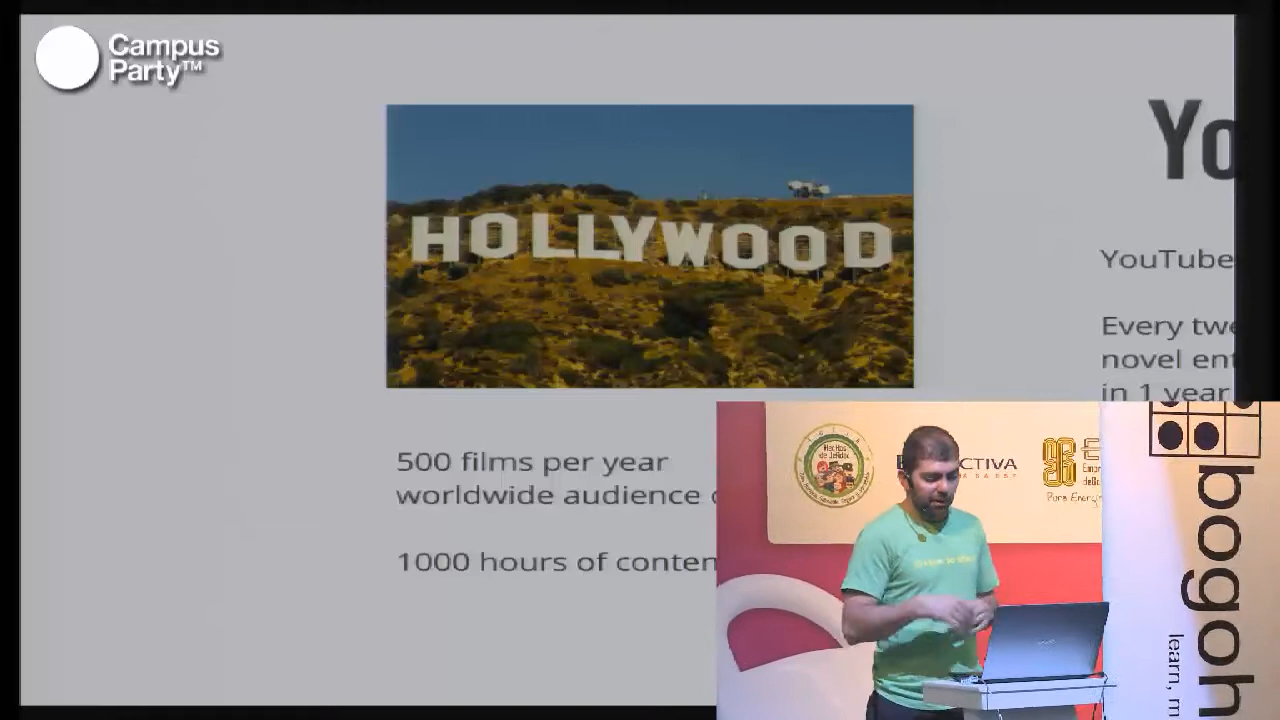 Campus
Party™
HOLLYWOOD
Yo
YouTube
Every twe
novel ent
in 1 year
500 films per year
worldwide audience
1000 hours of conten
CTIVA
bogoh
learn, m